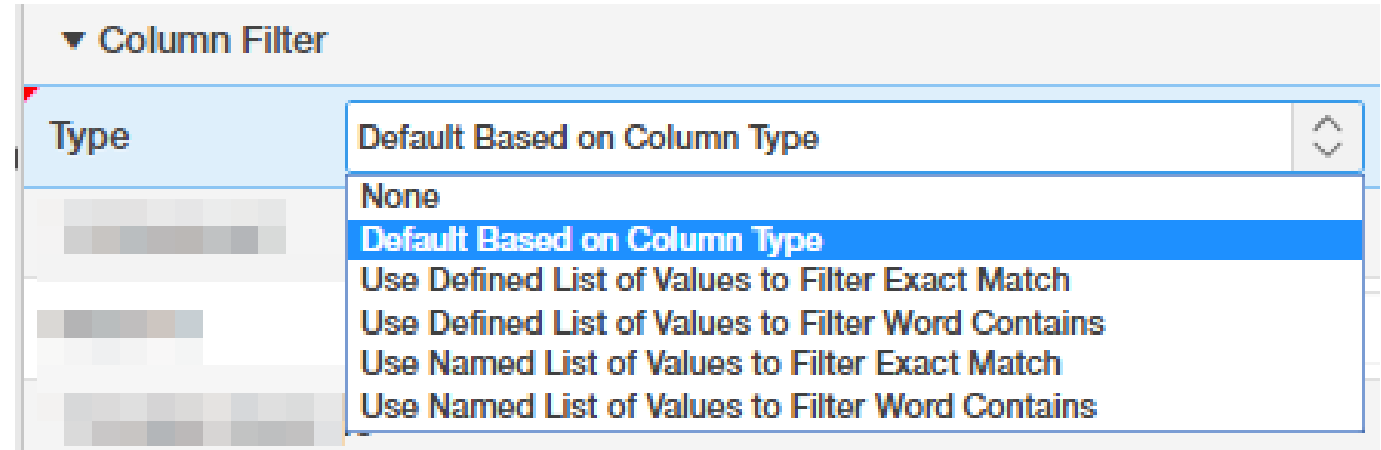 Column Filter
Type
Default Based on Column Type
None
Default Based on Column Type
Use Defined List of Values to Filter Exact Match
Use Defined List of Values to Filter Word Contains
Use Named List of Values to Filter Exact Match
Use Named List of Values to Filter Word Contains